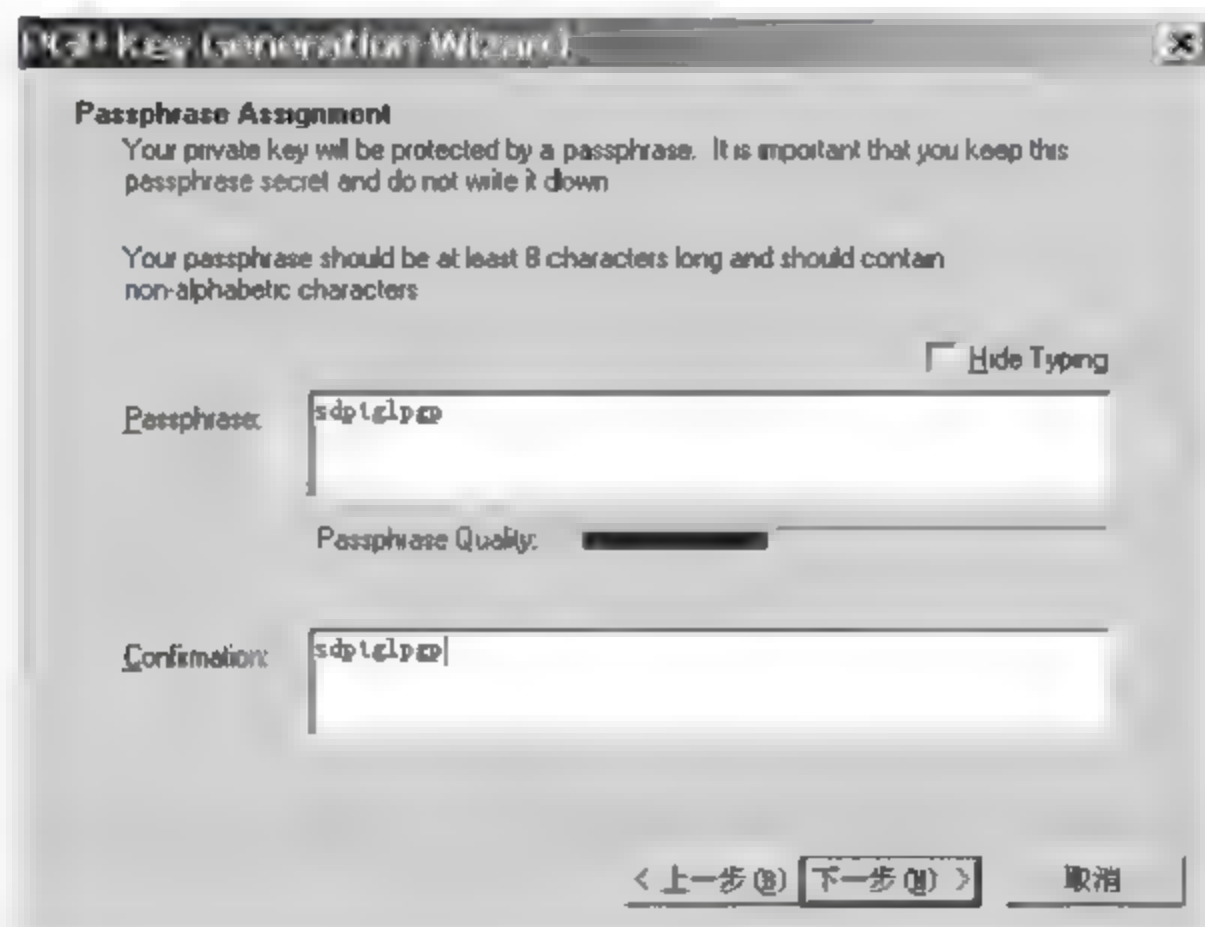 PGP Key Generation Wizard
Passphrase Assignment
Your private key will be protected by a passphrase. It is important that you keep this
passphrase secret and do not write it down
Your passphrase should be at least 8 characters long and should contain
non-alphabetic characters
Hide Typing
Passphrase:
sdptglpgp
Passphrase Quality:
Confirmation:
sdptglpgp
< 上一步(B)
下一步(N) >
取消